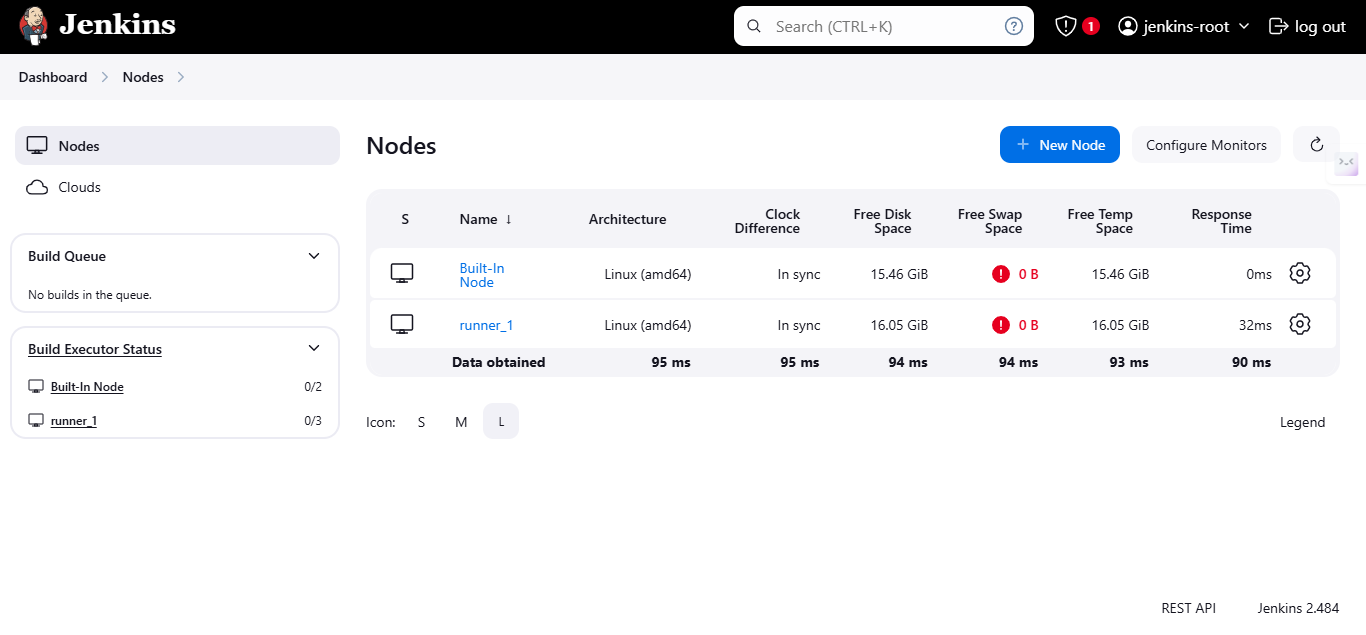 Jenkins
Search (CTRL+K)
?
1
jenkins-root
log out
Dashboard
Nodes
Nodes
Clouds
Build Queue
No builds in the queue.
Build Executor Status
Built-In Node 0/2
runner_1 0/3
Nodes
+ New Node
Configure Monitors
S Name ↓ Architecture Clock Difference Free Disk Space Free Swap Space Free Temp Space Response Time
Built-In Node Linux (amd64) In sync 15.46 GiB ! 0 B 15.46 GiB 0ms
runner_1 Linux (amd64) In sync 16.05 GiB ! 0 B 16.05 GiB 32ms
Data obtained 95 ms 95 ms 94 ms 94 ms 93 ms 90 ms
Icon: S M L
Legend
REST API Jenkins 2.484